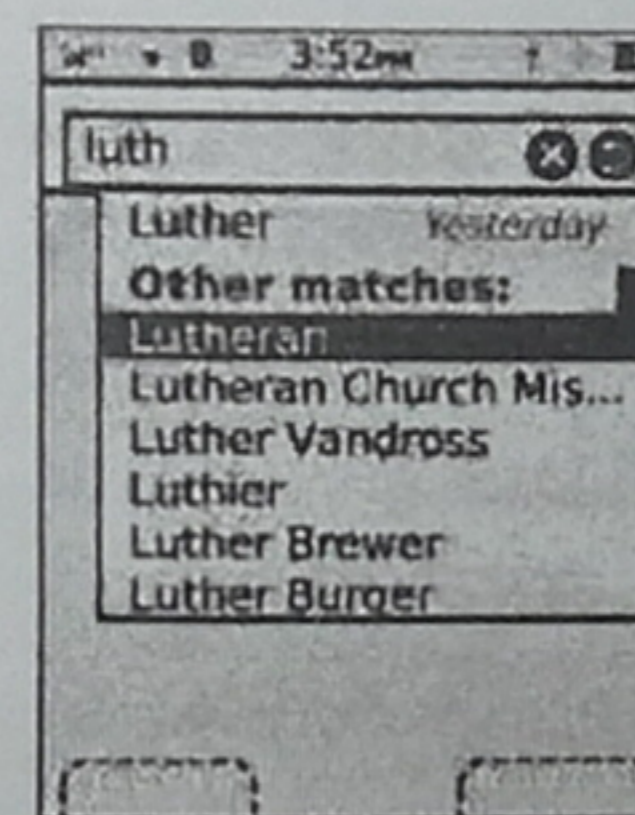 3:52PM
luth
Luther Yesterday
Other matches:
Lutheran
Lutheran Church Mis...
Luther Vandross
Luthier
Luther Brewer
Luther Burger